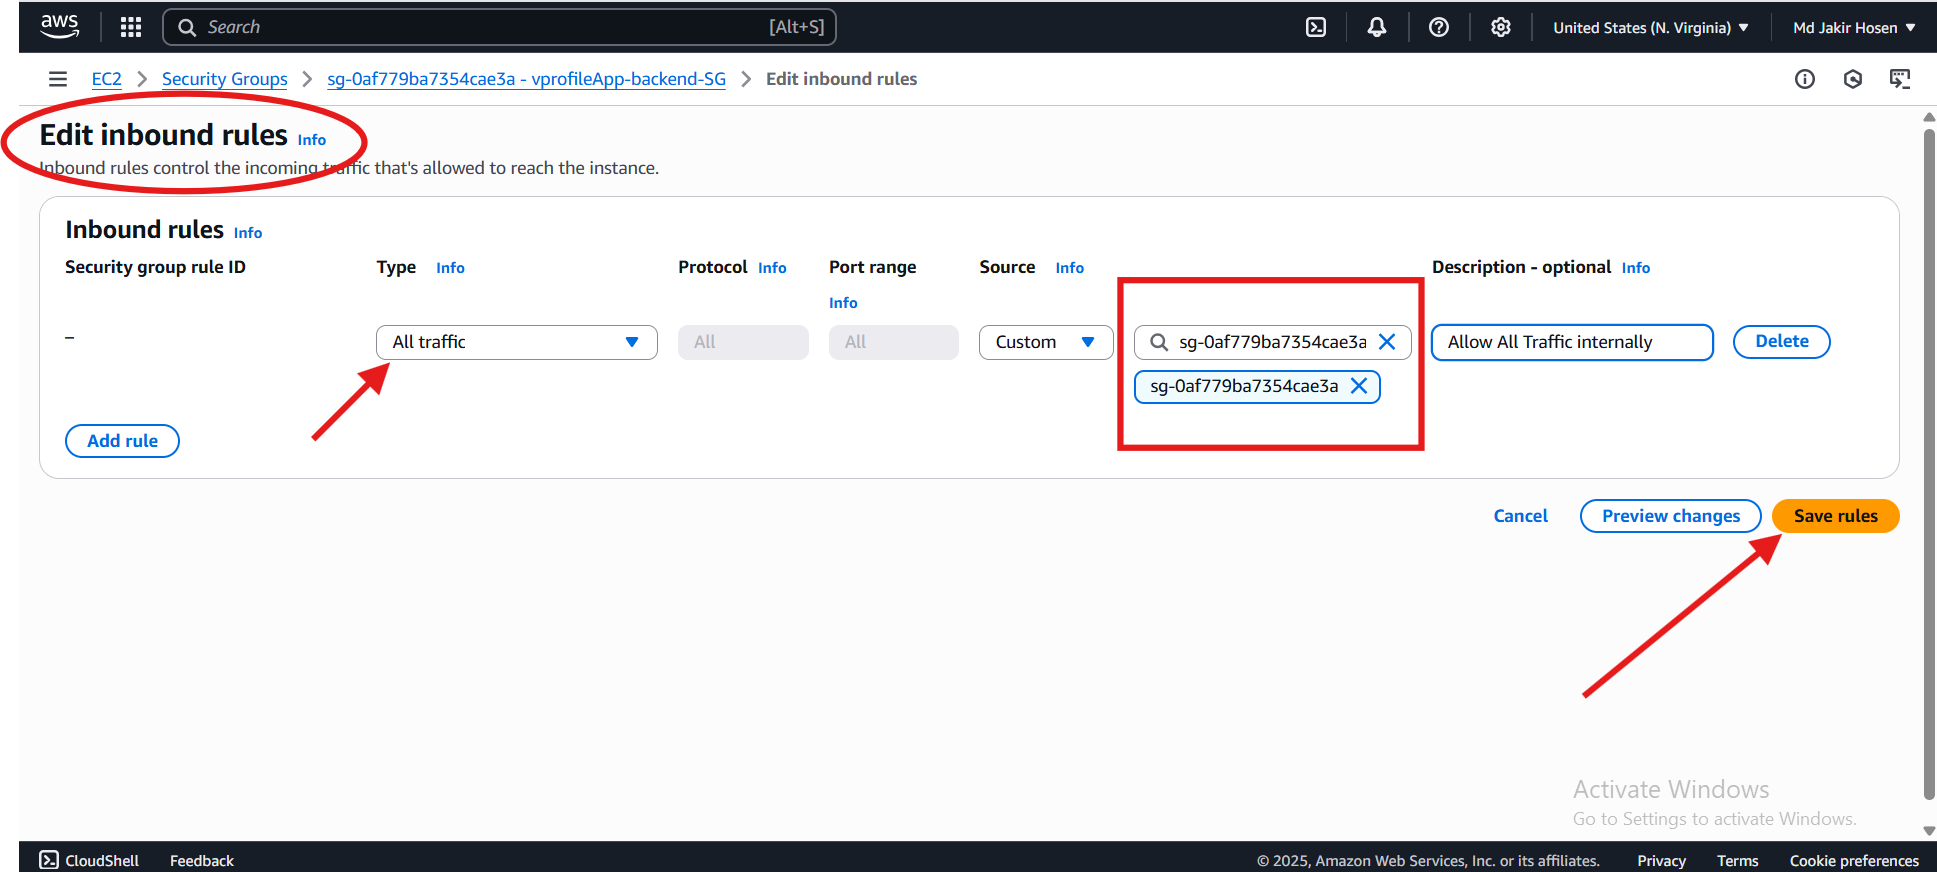 aws Search [Alt+S] United States (N. Virginia) Md Jakir Hosen
EC2 Security Groups sg-0af779ba7354cae3a - vprofileApp-backend-SG Edit inbound rules
Edit inbound rules Info
Inbound rules control the incoming traffic that's allowed to reach the instance.
Inbound rules Info
Security group rule ID Type Info Protocol Info Port range Info Source Info Description - optional Info
– All traffic All All Custom sg-0af779ba7354cae3a Allow All Traffic internally Delete
sg-0af779ba7354cae3a
Add rule
Cancel Preview changes Save rules
Activate Windows
Go to Settings to activate Windows.
CloudShell Feedback © 2025, Amazon Web Services, Inc. or its affiliates. Privacy Terms Cookie preferences